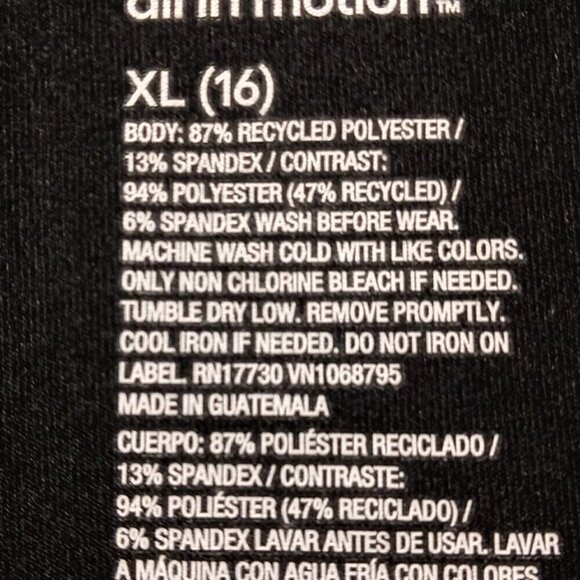 all in motion™
XL (16)
BODY: 87% RECYCLED POLYESTER /
13% SPANDEX / CONTRAST:
94% POLYESTER (47% RECYCLED) /
6% SPANDEX WASH BEFORE WEAR.
MACHINE WASH COLD WITH LIKE COLORS.
ONLY NON CHLORINE BLEACH IF NEEDED.
TUMBLE DRY LOW. REMOVE PROMPTLY.
COOL IRON IF NEEDED. DO NOT IRON ON
LABEL. RN17730 VN1068795
MADE IN GUATEMALA
CUERPO: 87% POLIÉSTER RECICLADO /
13% SPANDEX / CONTRASTE:
94% POLIÉSTER (47% RECICLADO) /
6% SPANDEX LAVAR ANTES DE USAR. LAVAR
A MÁQUINA CON AGUA FRÍA CON COLORES